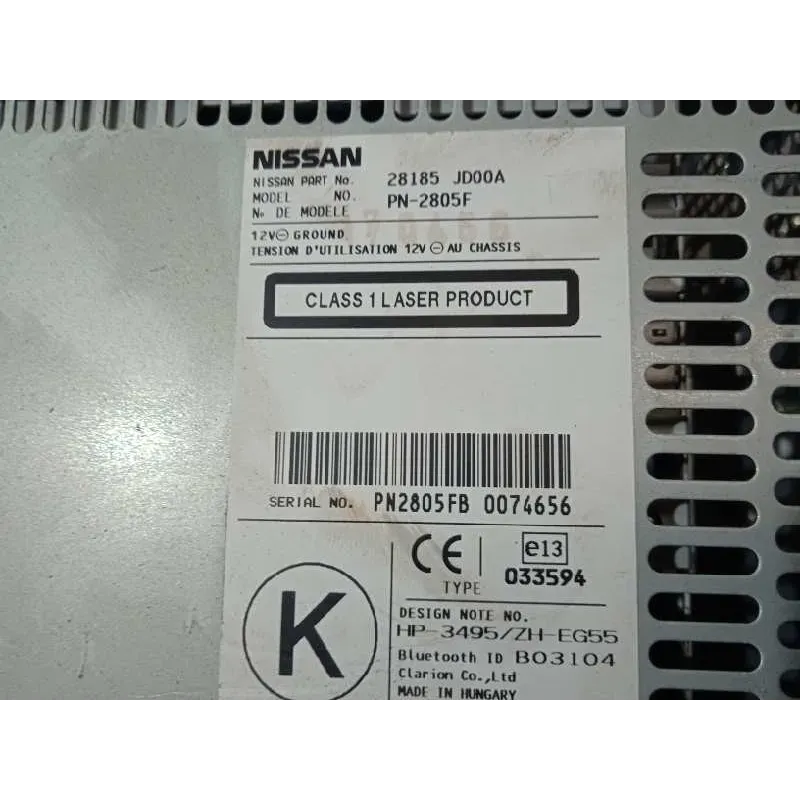 NISSAN
NISSAN PART No. 28185 JD00A
MODEL NO. PN-2805F
No DE MODELE
12V⊖ GROUND
TENSION D'UTILISATION 12V ⊖ AU CHASSIS
CLASS 1 LASER PRODUCT
SERIAL NO. PN2805FB 0074656
K
CE e13
TYPE 033594
DESIGN NOTE NO.
HP-3495/ZH-EG55
Bluetooth ID B03104
Clarion Co.,Ltd
MADE IN HUNGARY